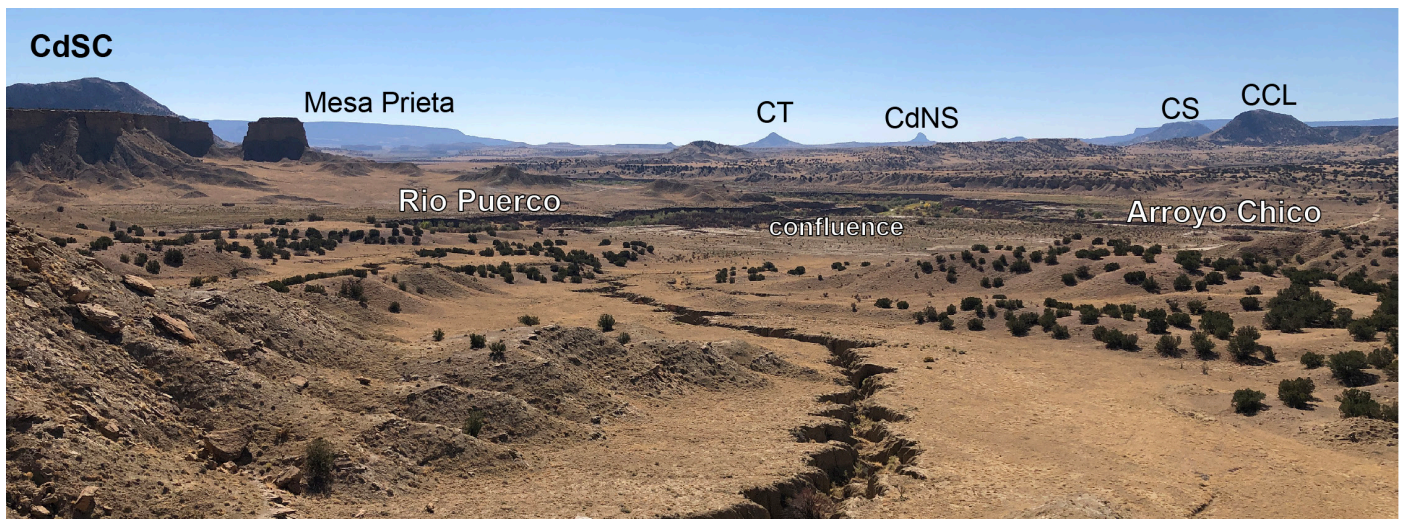 CdSC
Mesa Prieta
CT
CdNS
CS
CCL
Rio Puerco
confluence
Arroyo Chico